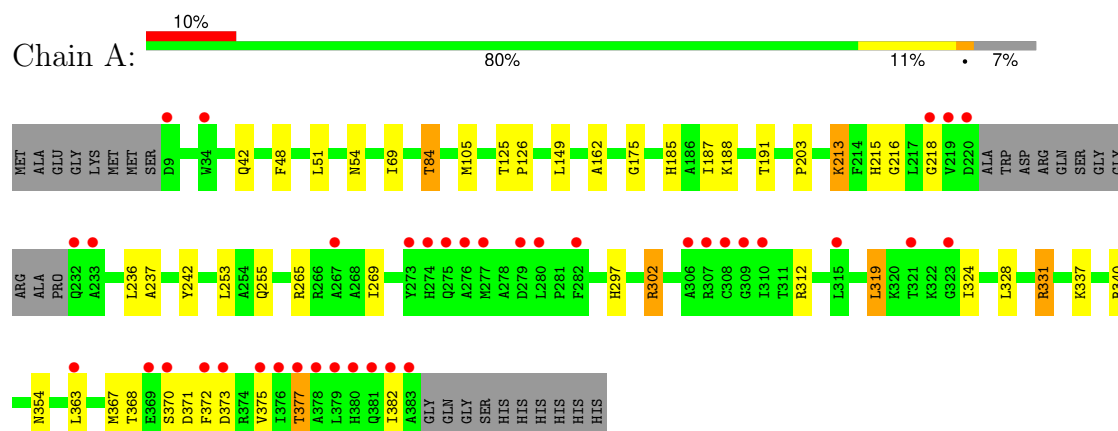 10%
Chain A:
80% 11% • 7%
MET ALA GLU GLY LYS MET MET SER D9 W34 Q42 F48 L51 N54 I69 T84 M105 T125 P126 L149 A162 G175 H185 A186 I187 K188 T191 P203 K213 F214 H215 G216 L217 G218 V219 D220 ALA TRP ASP ARG GLN SER GLY GLY
ARG ALA PRO Q232 A233 L236 A237 Y242 L253 A254 Q255 R265 R266 A267 A268 I269 Y273 H274 Q275 A276 M277 A278 D279 L280 P281 F282 H297 R302 A306 R307 C308 G309 I310 T311 R312 L315 L319 K320 T321 K322 G323 I324 L328 R331 K337
N354 L363 M367 T368 E369 S370 D371 F372 D373 R374 V375 I376 T377 A378 L379 H380 Q381 I382 A383 GLY GLN GLY SER HIS HIS HIS HIS HIS HIS